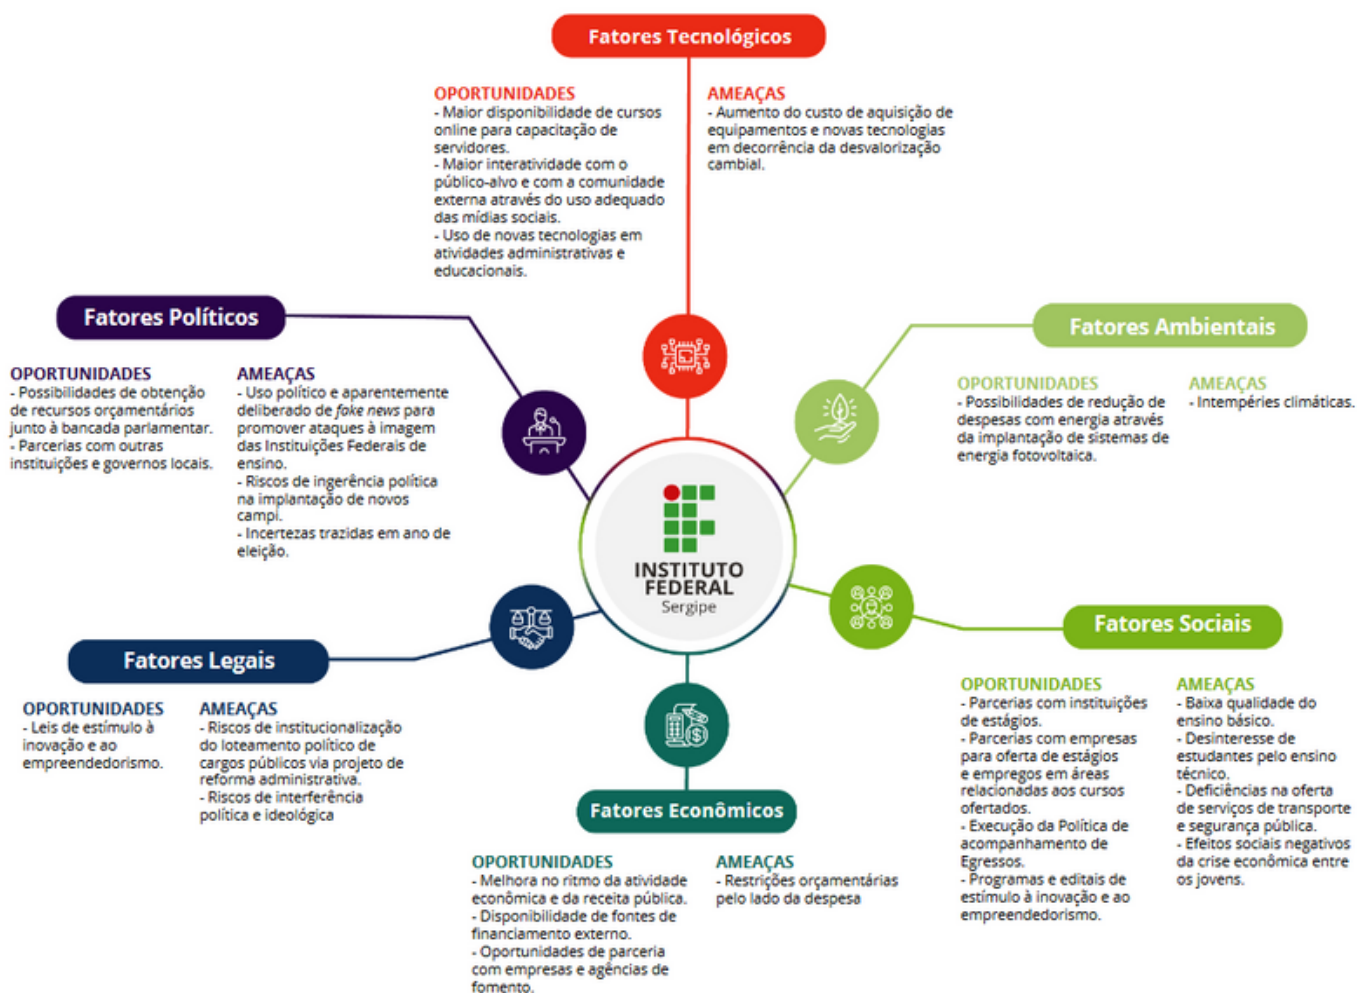 Fatores Tecnológicos
OPORTUNIDADES
- Maior disponibilidade de cursos
online para capacitação de
servidores.
- Maior interatividade com o
público-alvo e com a comunidade
externa através do uso adequado
das mídias sociais.
- Uso de novas tecnologias em
atividades administrativas e
educacionais.
AMEAÇAS
- Aumento do custo de aquisição de
equipamentos e novas tecnologias
em decorrência da desvalorização
cambial.
Fatores Políticos
OPORTUNIDADES
- Possibilidades de obtenção
de recursos orçamentários
junto à bancada parlamentar.
- Parcerias com outras
instituições e governos locais.
AMEAÇAS
- Uso político e aparentemente
deliberado de fake news para
promover ataques à imagem
das Instituições Federais de
ensino.
- Riscos de ingerência política
na implantação de novos
campi.
- Incertezas trazidas em ano de
eleição.
Fatores Ambientais
OPORTUNIDADES
- Possibilidades de redução de
despesas com energia através
da implantação de sistemas de
energia fotovoltaica.
AMEAÇAS
- Intempéries climáticas.
INSTITUTO
FEDERAL
Sergipe
Fatores Legais
OPORTUNIDADES
- Leis de estímulo à
inovação e ao
empreendedorismo.
AMEAÇAS
- Riscos de institucionalização
do loteamento político de
cargos públicos via projeto de
reforma administrativa.
- Riscos de interferência
política e ideológica
Fatores Sociais
OPORTUNIDADES
- Parcerias com instituições
de estágios.
- Parcerias com empresas
para oferta de estágios
e empregos em áreas
relacionadas aos cursos
ofertados.
- Execução da Política de
acompanhamento de
Egressos.
- Programas e editais de
estímulo à inovação e ao
empreendedorismo.
AMEAÇAS
- Baixa qualidade do
ensino básico.
- Desinteresse de
estudantes pelo ensino
técnico.
- Deficiências na oferta
de serviços de transporte
e segurança pública.
- Efeitos sociais negativos
da crise econômica entre
os jovens.
Fatores Econômicos
OPORTUNIDADES
- Melhora no ritmo da atividade
econômica e da receita pública.
- Disponibilidade de fontes de
financiamento externo.
- Oportunidades de parceria
com empresas e agências de
fomento.
AMEAÇAS
- Restrições orçamentárias
pelo lado da despesa